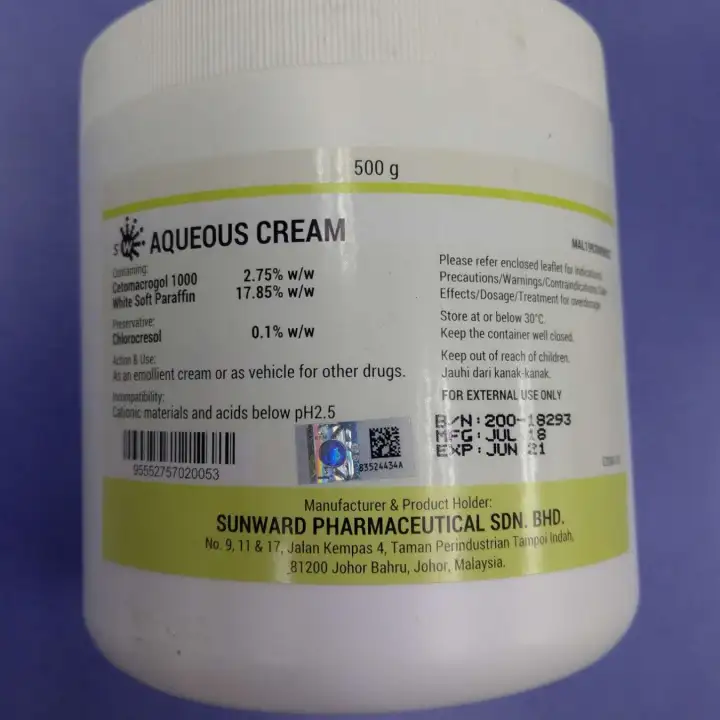 500 g
SW AQUEOUS CREAM
Containing:
Cetomacrogol 1000 2.75% w/w
White Soft Paraffin 17.85% w/w
Preservative:
Chlorocresol 0.1% w/w
Action & Use:
As an emollient cream or as vehicle for other drugs.
Incompatibility:
Cationic materials and acids below pH2.5
95552757020053
83524434A
Please refer enclosed leaflet for Indications/
Precautions/Warnings/Contraindications/Side
Effects/Dosage/Treatment for overdosage
Store at or below 30°C.
Keep the container well closed.
Keep out of reach of children.
Jauhi dari kanak-kanak.
FOR EXTERNAL USE ONLY
B/N: 200-18293
MFG: JUL 18
EXP: JUN 21
Manufacturer & Product Holder:
SUNWARD PHARMACEUTICAL SDN. BHD.
No. 9, 11 & 17, Jalan Kempas 4, Taman Perindustrian Tampoi Indah,
81200 Johor Bahru, Johor, Malaysia.